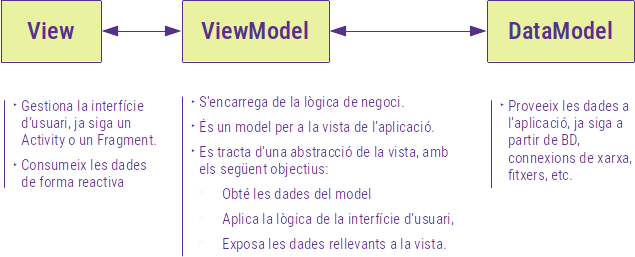 View
ViewModel
DataModel
Gestiona la interfície
d'usuari, ja siga un
Activity o un Fragment.
Consumeix les dades
de forma reactiva
S'encarrega de la lògica de negoci.
És un model per a la vista de l'aplicació.
Es tracta d'una abstracció de la vista, amb
els següent objectius:
Obté les dades del model
Aplica la lògica de la interfície d'usuari,
Exposa les dades rellevants a la vista.
Proveeix les dades a
l'aplicació, ja siga a
partir de BD,
connexions de xarxa,
fitxers, etc.